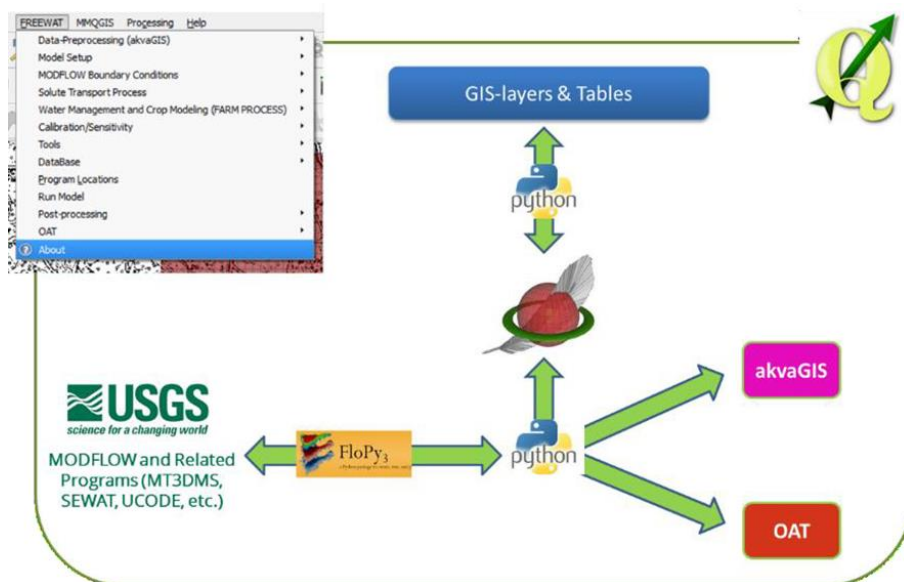 FREEWAT MMQGIS Processing Help
Data-Preprocessing (akvaGIS)
Model Setup
MODFLOW Boundary Conditions
Solute Transport Process
Water Management and Crop Modeling (FARM PROCESS)
Calibration/Sensitivity
Tools
DataBase
Program Locations
Run Model
Post-processing
OAT
About
GIS-layers & Tables
python
akvaGIS
USGS
science for a changing world
FloPy3
python
MODFLOW and Related
Programs (MT3DMS,
SEWAT, UCODE, etc.)
OAT